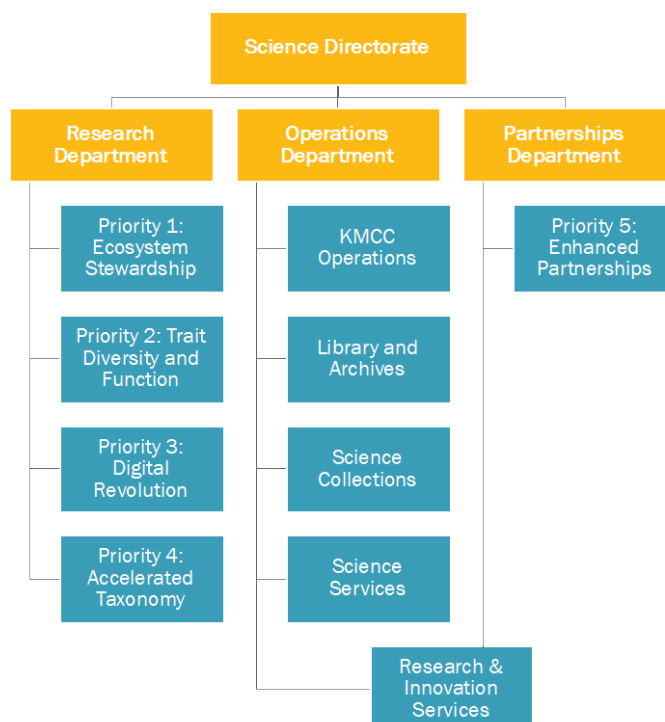 Science Directorate
Research
Department
Operations
Department
Partnerships
Department
Priority 1:
Ecosystem
Stewardship
Priority 2: Trait
Diversity and
Function
Priority 3:
Digital
Revolution
Priority 4:
Accelerated
Taxonomy
KMCC
Operations
Library and
Archives
Science
Collections
Science
Services
Priority 5:
Enhanced
Partnerships
Research &
Innovation
Services